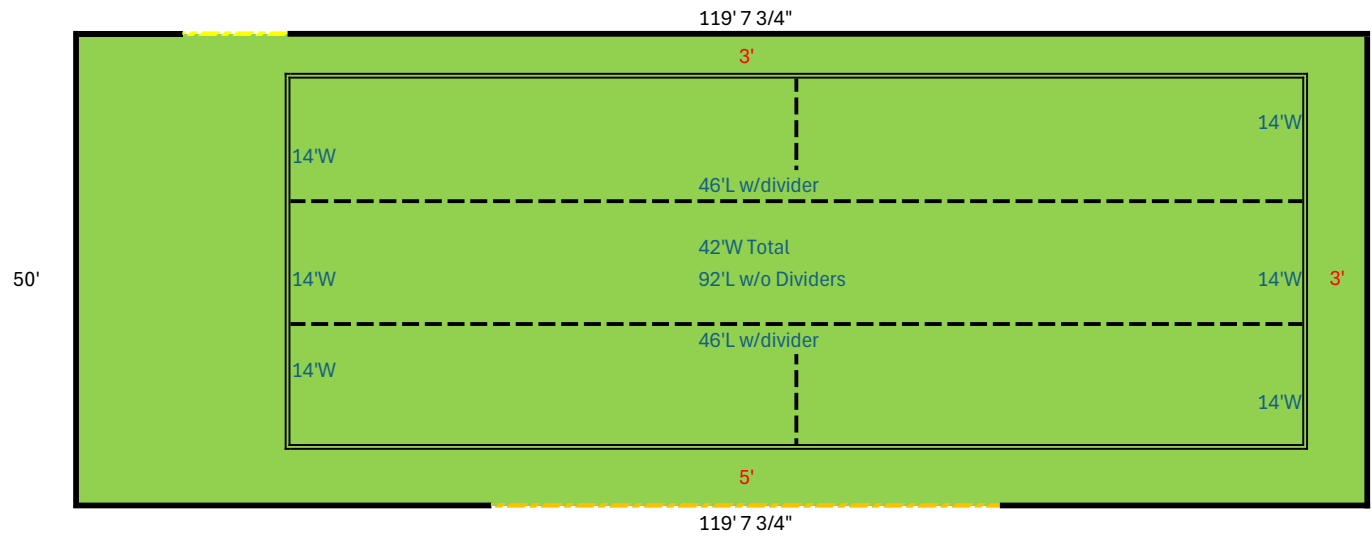 119' 7 3/4"
3'
14'W
14'W
46'L w/divider
42'W Total
50'
14'W
92'L w/o Dividers
14'W
3'
46'L w/divider
14'W
14'W
5'
119' 7 3/4"